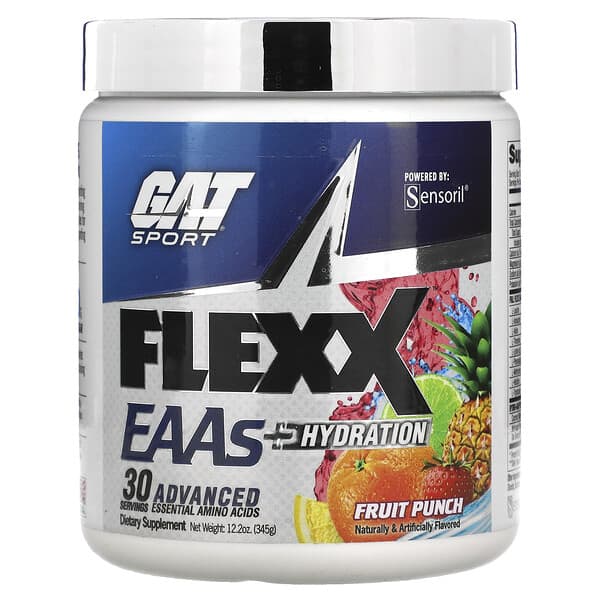 GAT
SPORT
POWERED BY:
Sensoril®
FLEXX
EAAs + HYDRATION
30 ADVANCED
SERVINGS ESSENTIAL AMINO ACIDS
Dietary Supplement Net Weight: 12.2oz. (345g)
FRUIT PUNCH
Naturally & Artificially Flavored